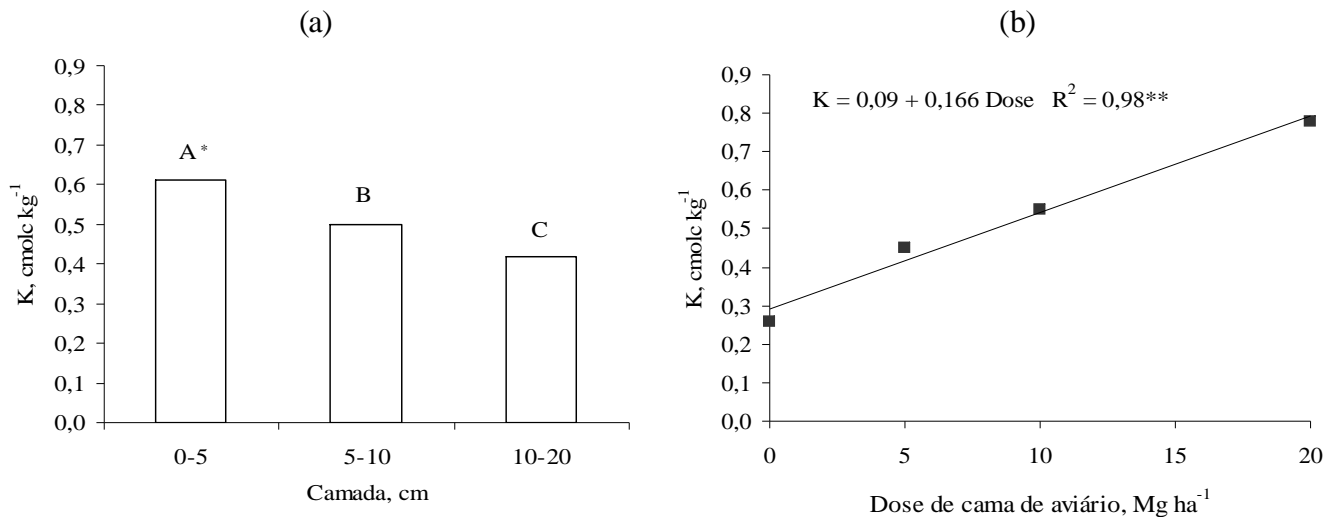 (a)
0,9
0,8
0,7
0,6
0,5
0,4
0,3
0,2
0,1
0,0
K, cmolc kg⁻¹
A*
B
C
0-5 5-10 10-20
Camada, cm
(b)
0,9
0,8
0,7
0,6
0,5
0,4
0,3
0,2
0,1
0,0
K, cmolc kg⁻¹
K = 0,09 + 0,166 Dose R² = 0,98**
0 5 10 15 20
Dose de cama de aviário, Mg ha⁻¹